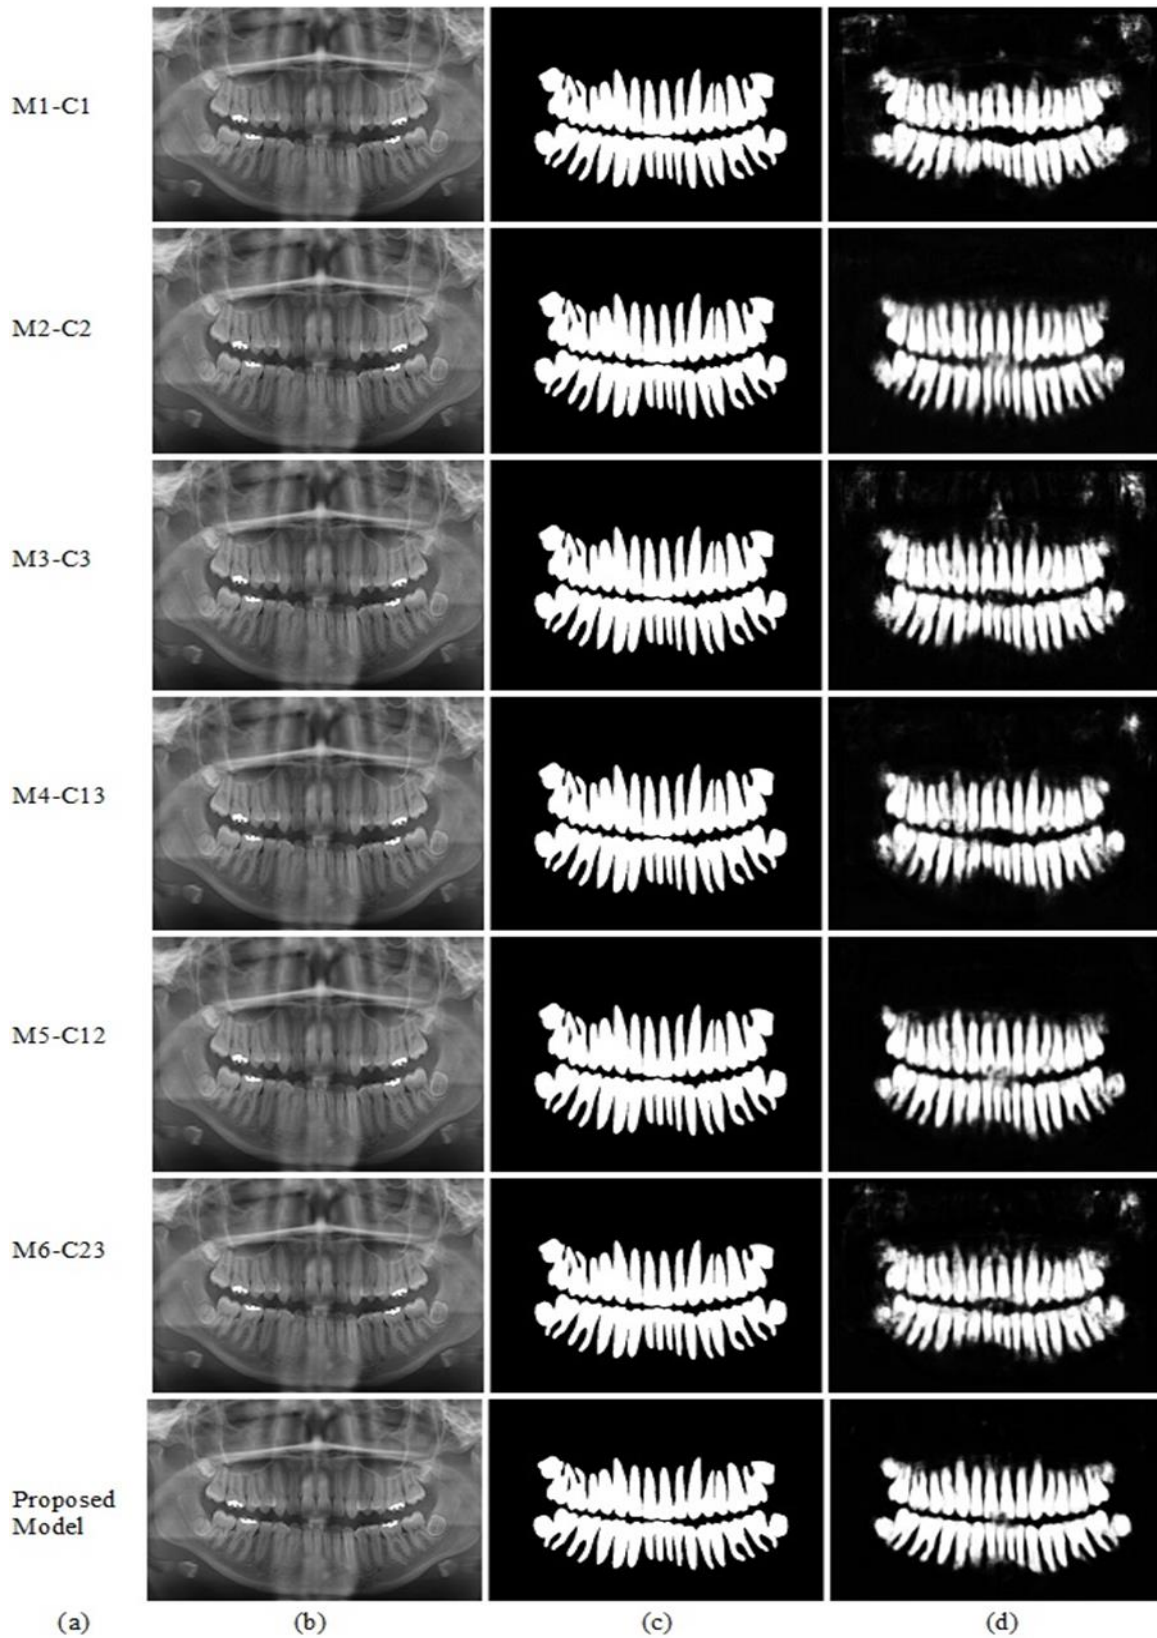 M1-C1
M2-C2
M3-C3
M4-C13
M5-C12
M6-C23
Proposed
Model
(a) (b) (c) (d)